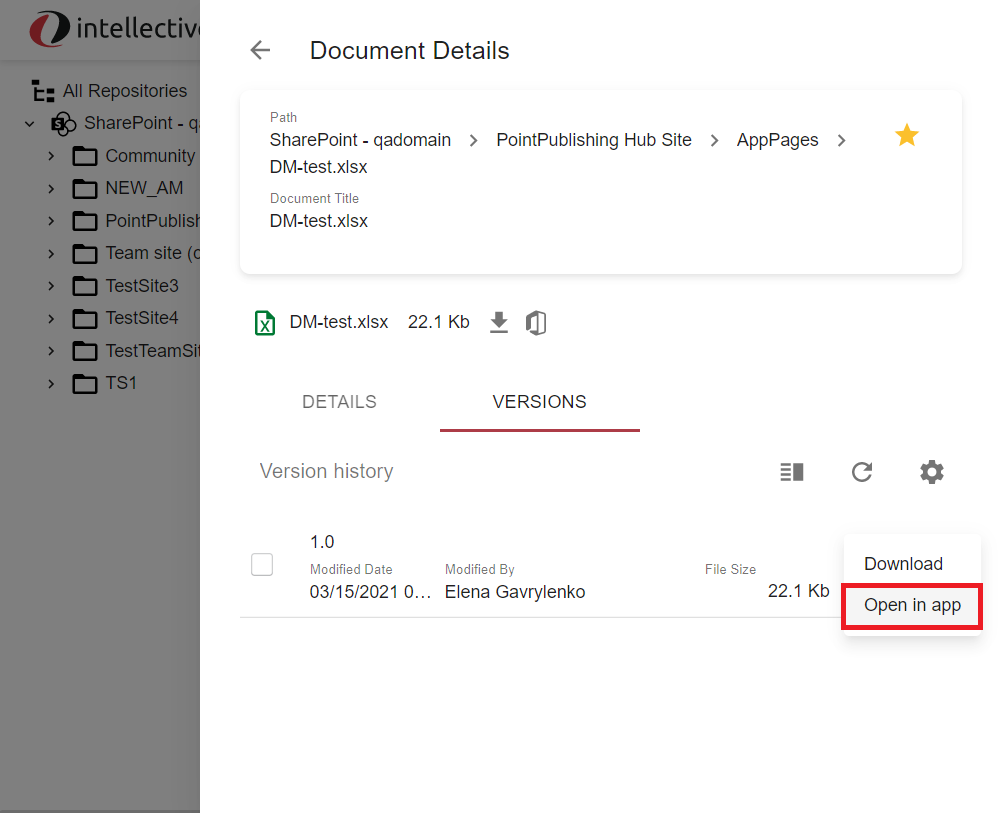 intellective
All Repositories
SharePoint - qa
Community
NEW_AM
PointPublish
Team site (c
TestSite3
TestSite4
TestTeamSit
TS1
Document Details
Path
SharePoint - qadomain
PointPublishing Hub Site
AppPages
DM-test.xlsx
Document Title
DM-test.xlsx
DM-test.xlsx 22.1 Kb
DETAILS VERSIONS
Version history
1.0
Modified Date Modified By File Size
03/15/2021 0… Elena Gavrylenko 22.1 Kb
Download
Open in app